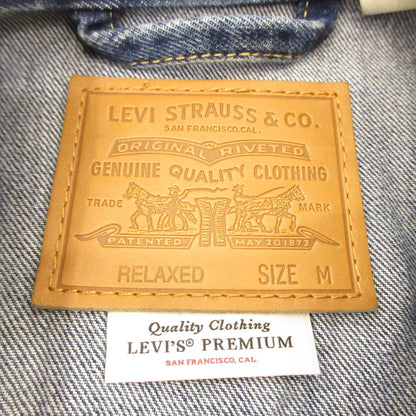 LEVI STRAUSS & CO.
SAN FRANCISCO, CAL.
ORIGINAL RIVETED
GENUINE QUALITY CLOTHING
TRADE MARK
PATENTED MAY 20 1873
RELAXED SIZE M
Quality Clothing
LEVI'S® PREMIUM
SAN FRANCISCO, CAL.